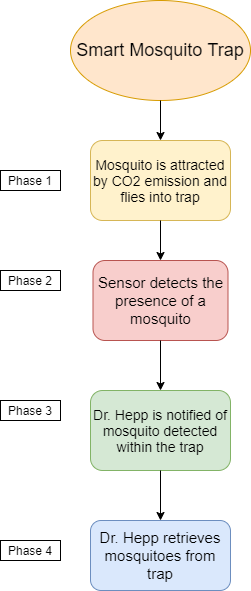 Smart Mosquito Trap
Phase 1
Mosquito is attracted
by CO2 emission and
flies into trap
Phase 2
Sensor detects the
presence of a
mosquito
Phase 3
Dr. Hepp is notified of
mosquito detected
within the trap
Phase 4
Dr. Hepp retrieves
mosquitoes from
trap